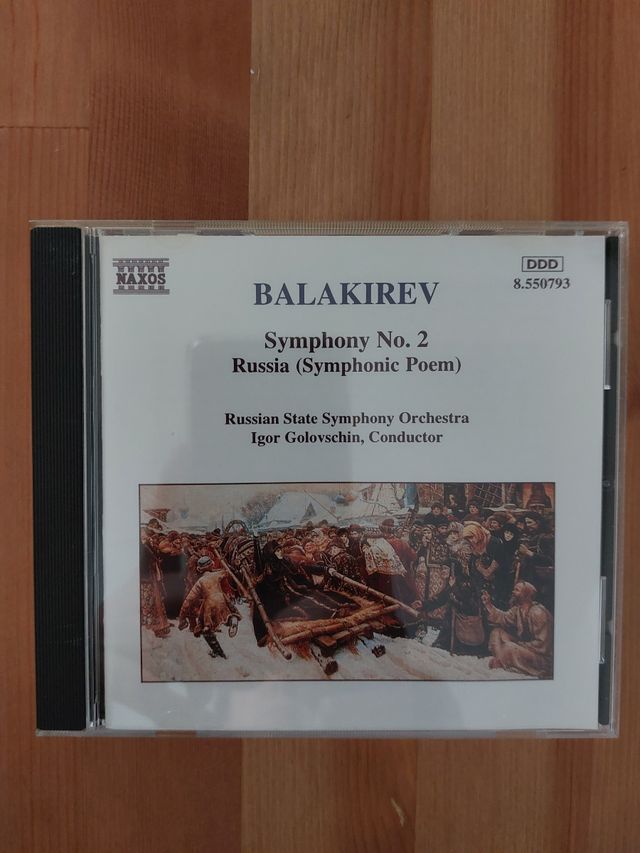 NAXOS
DDD
8.550793
BALAKIREV
Symphony No. 2
Russia (Symphonic Poem)
Russian State Symphony Orchestra
Igor Golovschin, Conductor